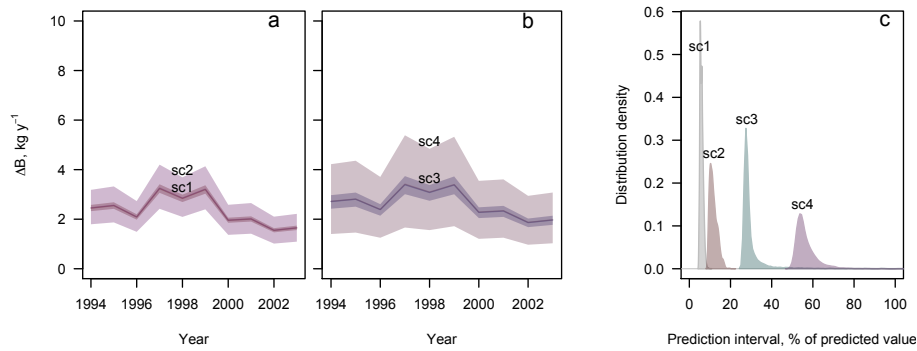 a
b
c
10
8
6
4
2
0
ΔB, kg y⁻¹
sc2
sc1
sc4
sc3
1994 1996 1998 2000 2002
1994 1996 1998 2000 2002
Year
Year
0.6
0.5
0.4
0.3
0.2
0.1
0.0
Distribution density
sc1
sc2
sc3
sc4
0 20 40 60 80 100
Prediction interval, % of predicted value